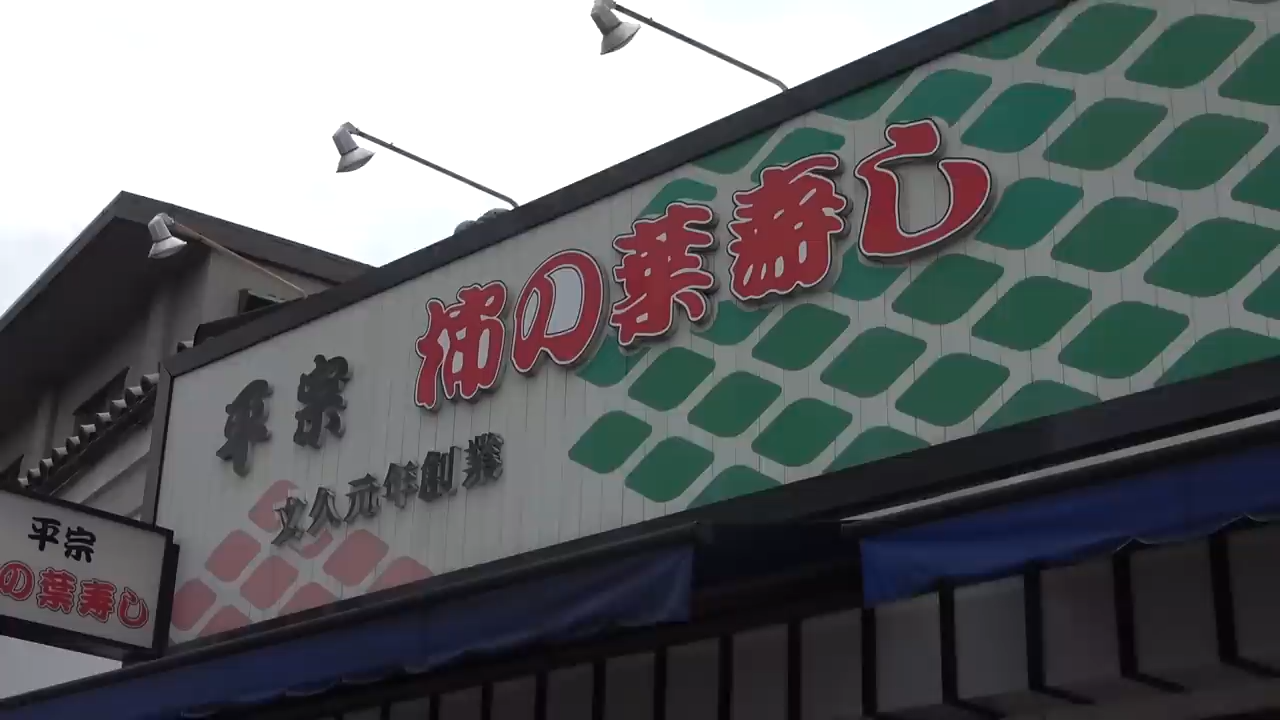 柿の葉寿し
平宗
文久元年創業
平宗
の葉寿し